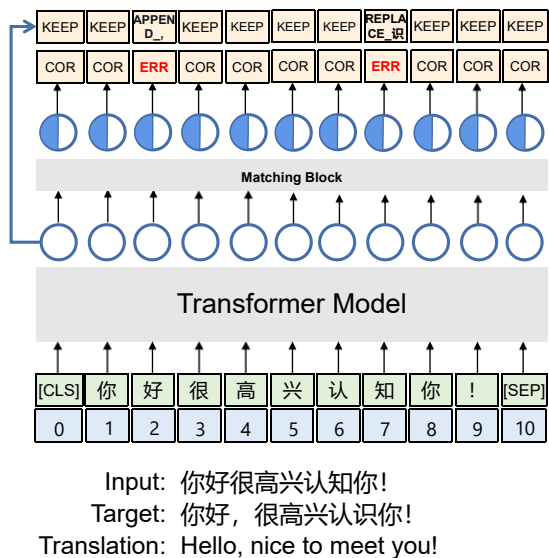 KEEP KEEP APPEND_, KEEP KEEP KEEP KEEP REPLACE_识 KEEP KEEP KEEP
COR COR ERR COR COR COR COR ERR COR COR COR
Matching Block
Transformer Model
[CLS] 你 好 很 高 兴 认 知 你 ! [SEP]
0 1 2 3 4 5 6 7 8 9 10
Input: 你好很高兴认知你!
Target: 你好，很高兴认识你!
Translation: Hello, nice to meet you!